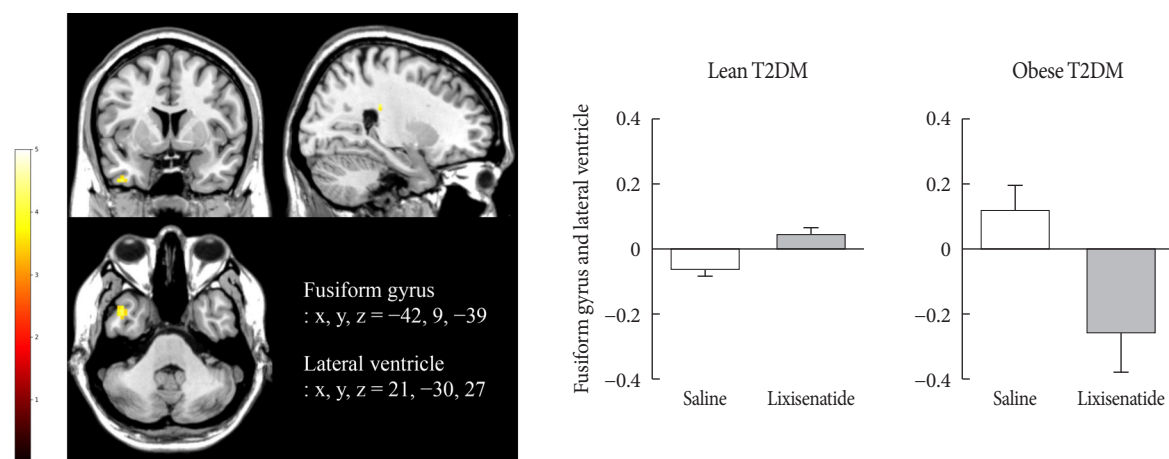 5
4
3
2
1
Fusiform gyrus
: x, y, z = −42, 9, −39
Lateral ventricle
: x, y, z = 21, −30, 27
Fusiform gyrus and lateral ventricle
Lean T2DM
0.4
0.2
0
−0.2
−0.4
Saline Lixisenatide
Obese T2DM
0.4
0.2
0
−0.2
−0.4
Saline Lixisenatide